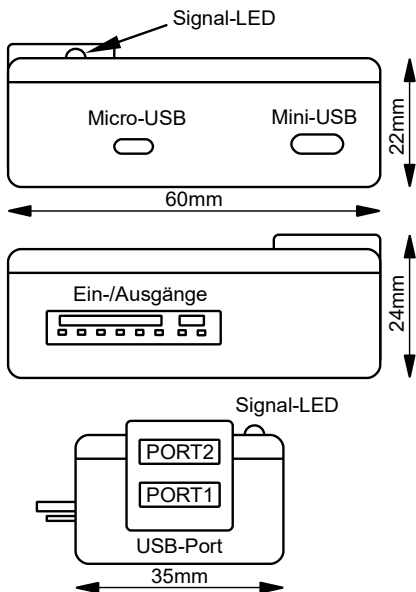 Signal-LED
Micro-USB
Mini-USB
22mm
60mm
Ein-/Ausgänge
24mm
Signal-LED
PORT2
PORT1
USB-Port
35mm